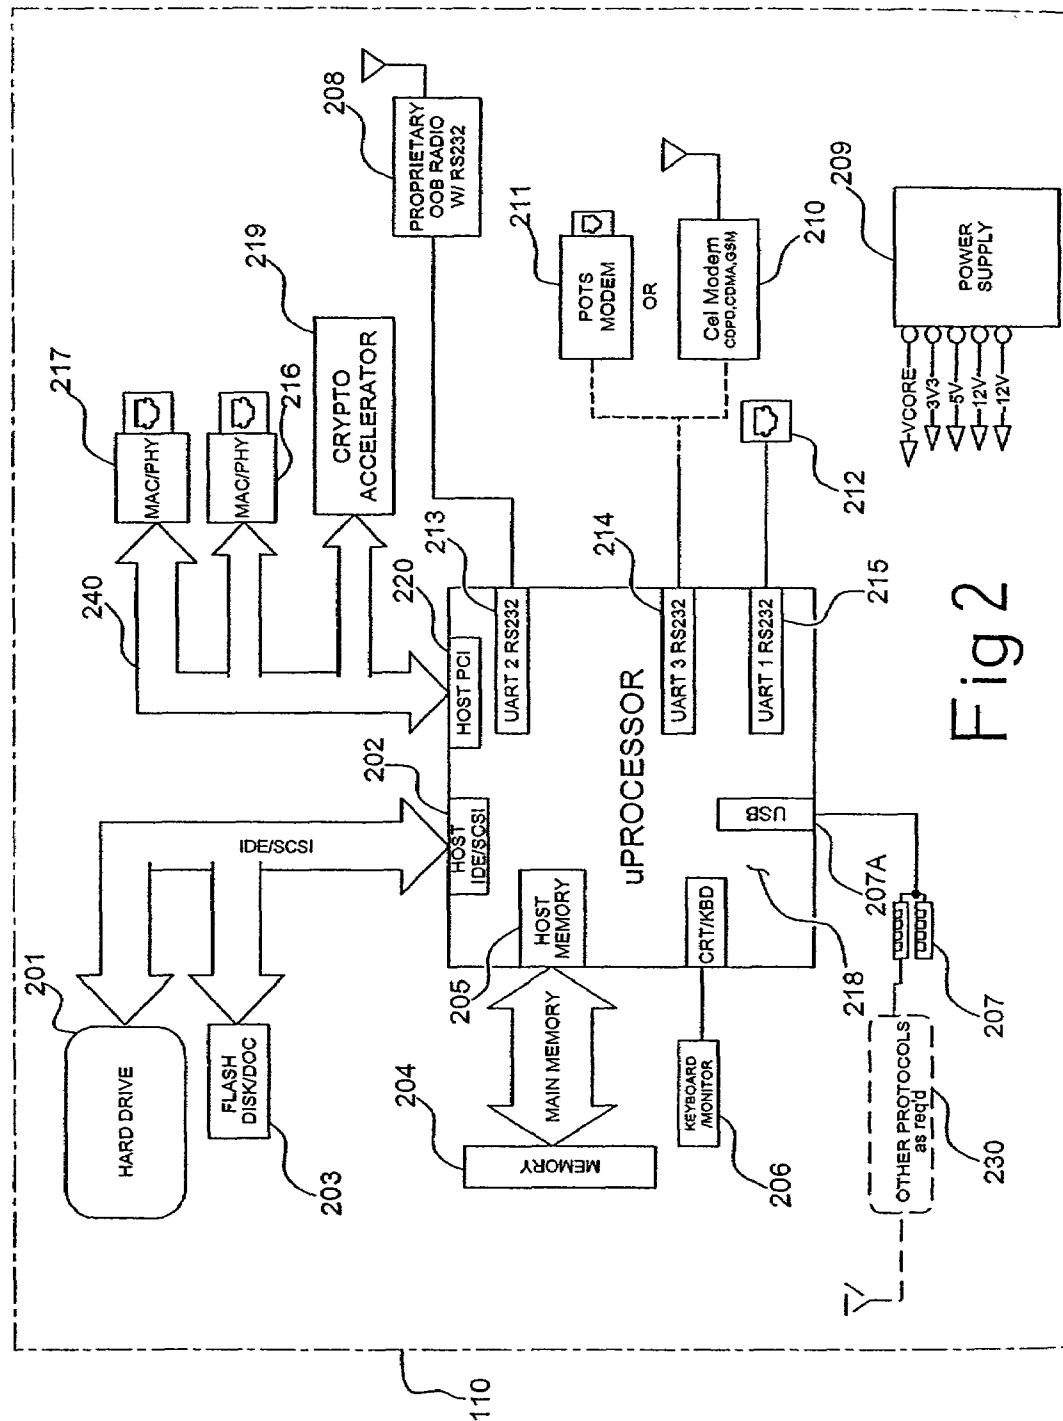 110
201
HARD DRIVE
FLASH
DISK/DOC
203
IDE/SCSI
202
HOST
IDE/SCSI
240
217
MAC/PHY
MAC/PHY
216
219
CRYPTO
ACCELERATOR
208
PROPRIETARY
OOB RADIO
W/ RS232
220
HOST PCI
213
UART 2 RS232
204
MEMORY
MAIN MEMORY
205
HOST
MEMORY
uPROCESSOR
214
UART 3 RS232
211
POTS
MODEM
OR
Cel Modem
CDPD,CDMA,GSM
210
206
KEYBOARD
/MONITOR
CRT/KBD
218
USB
207A
UART 1 RS232
215
212
207
OTHER PROTOCOLS
as req'd
230
209
POWER
SUPPLY
VCORE
3V3
5V
12V
-12V
Fig 2